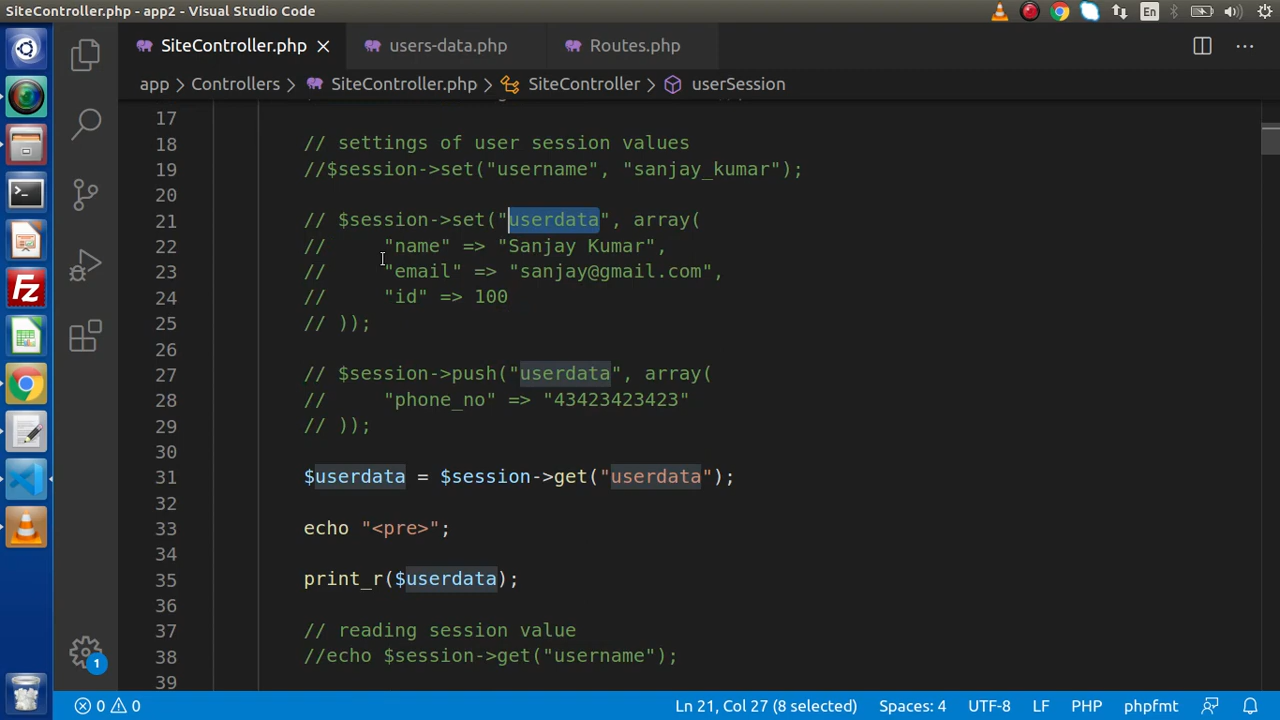 SiteController.php - app2 - Visual Studio Code
En
SiteController.php
users-data.php
Routes.php
app > Controllers > SiteController.php > SiteController > userSession
17
18 // settings of user session values
19 //$session->set("username", "sanjay_kumar");
20
21 // $session->set("userdata", array(
22 //     "name" => "Sanjay Kumar",
23 //     "email" => "sanjay@gmail.com",
24 //     "id" => 100
25 // ));
26
27 // $session->push("userdata", array(
28 //     "phone_no" => "43423423423"
29 // ));
30
31 $userdata = $session->get("userdata");
32
33 echo "<pre>";
34
35 print_r($userdata);
36
37 // reading session value
38 //echo $session->get("username");
39
1
0 0 Ln 21, Col 27 (8 selected) Spaces: 4 UTF-8 LF PHP phpfmt